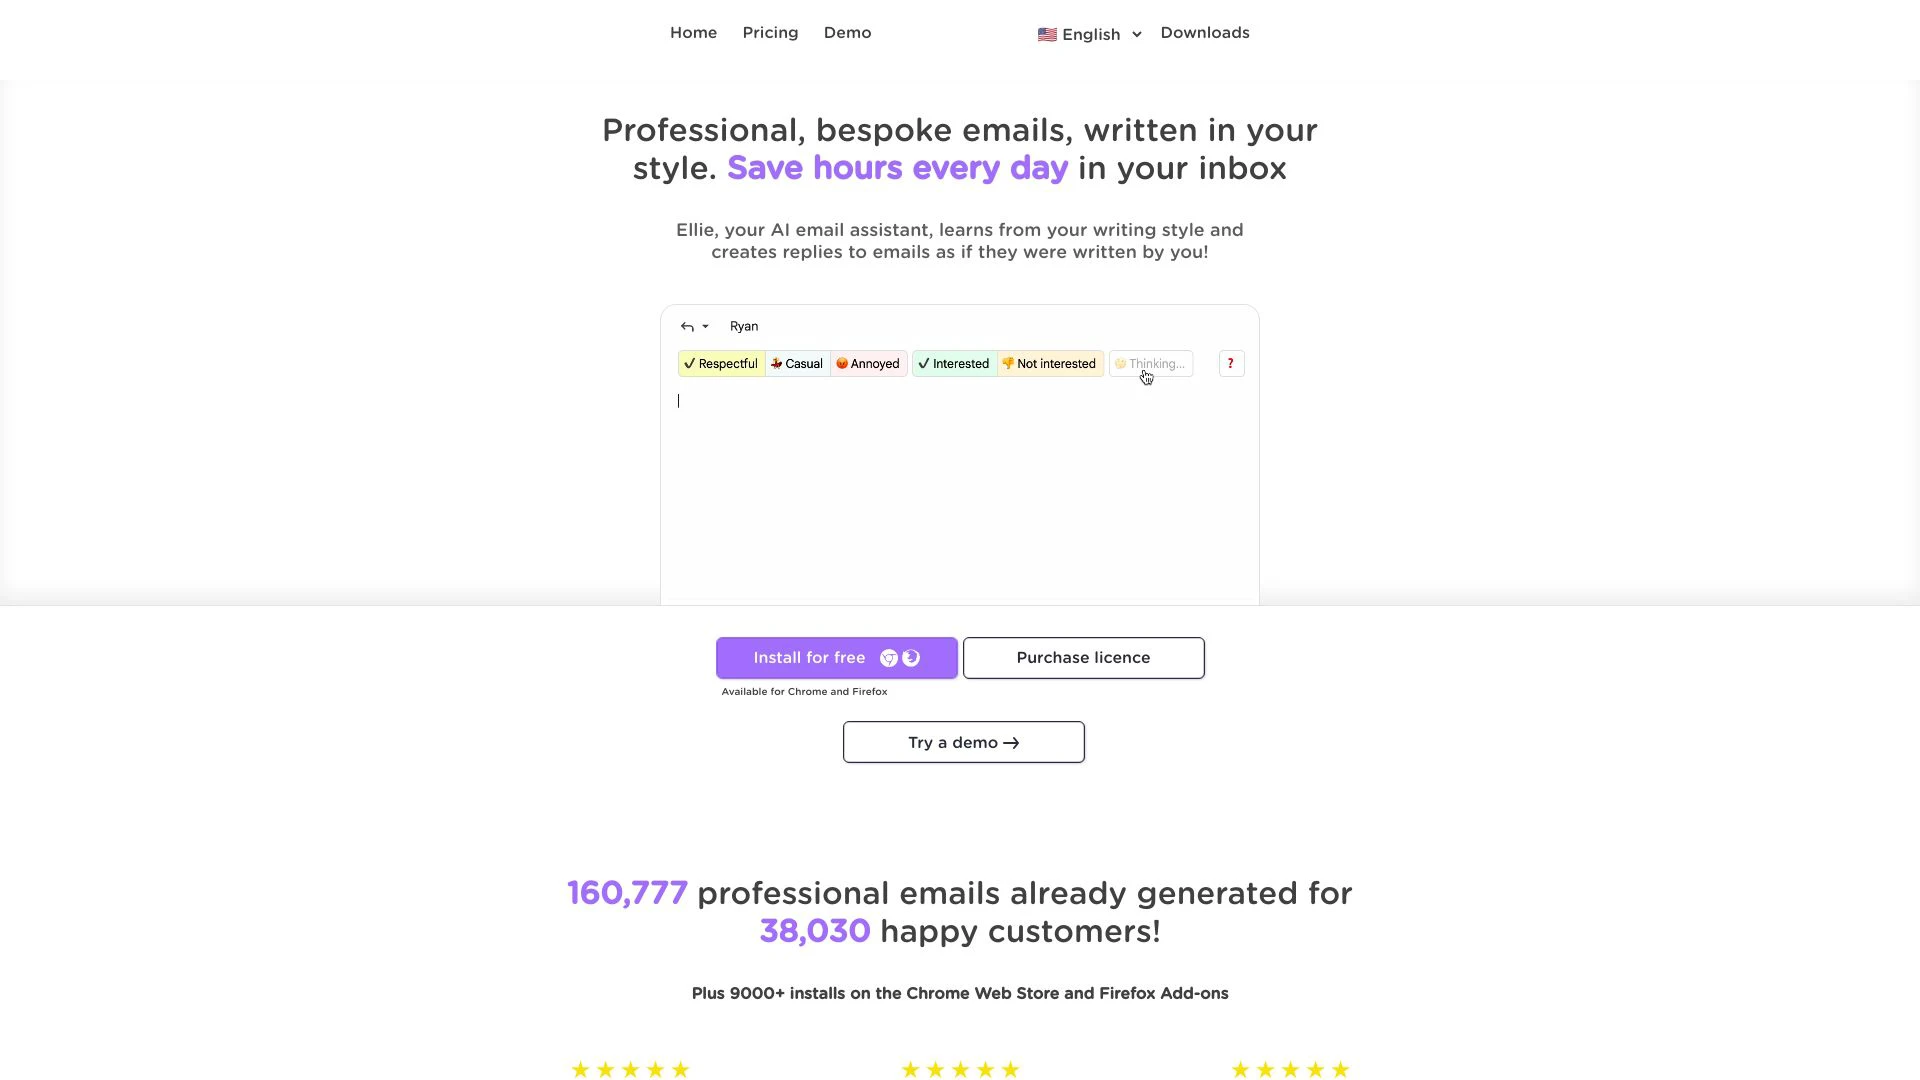 Home Pricing Demo English Downloads
Professional, bespoke emails, written in your
style. Save hours every day in your inbox
Ellie, your AI email assistant, learns from your writing style and
creates replies to emails as if they were written by you!
Ryan
Respectful Casual Annoyed Interested Not interested Thinking... ?
Install for free Purchase licence
Available for Chrome and Firefox
Try a demo →
160,777 professional emails already generated for
38,030 happy customers!
Plus 9000+ installs on the Chrome Web Store and Firefox Add-ons